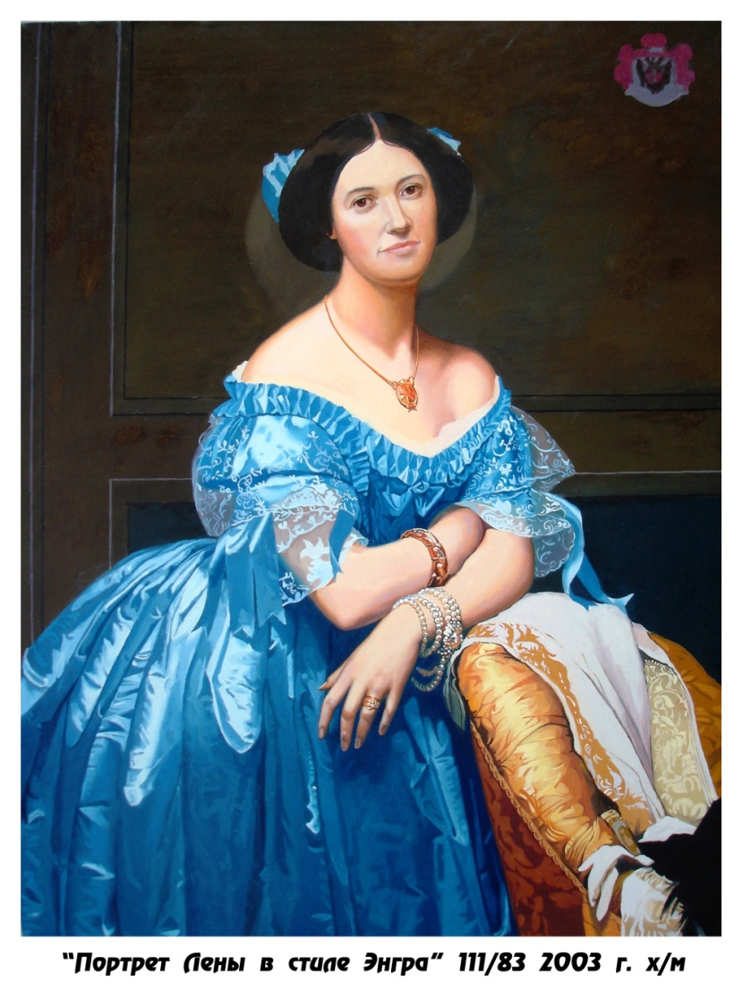 "Портрет Лены в стиле Энгра" 111/83 2003 г. х/м